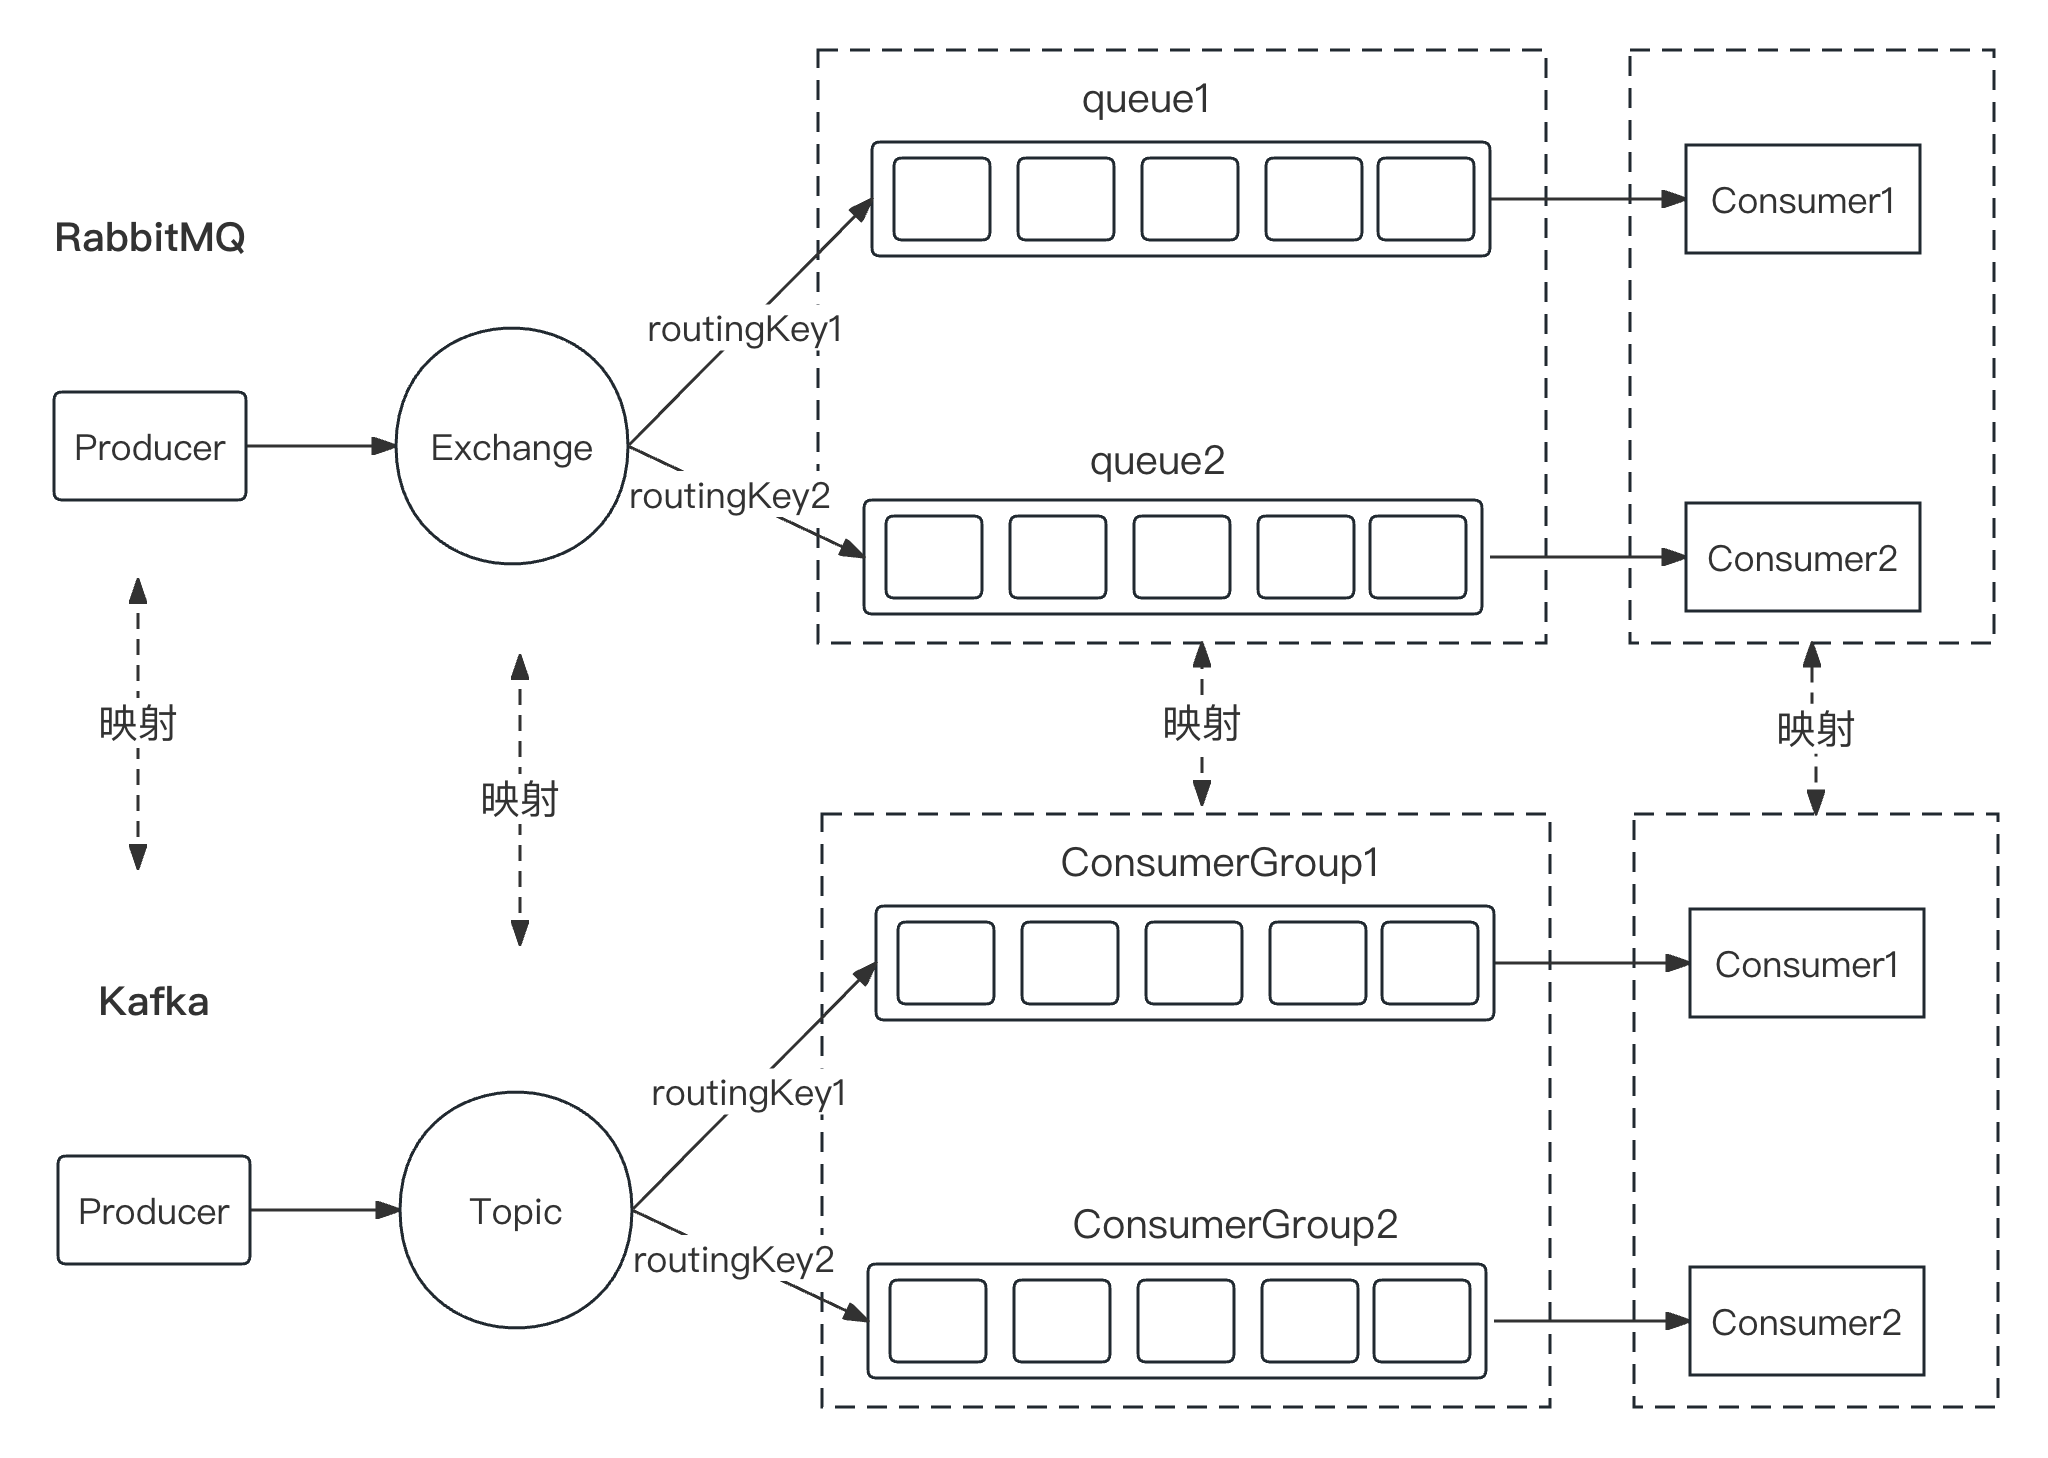 queue1
Consumer1
RabbitMQ
routingKey1
Producer
Exchange
queue2
routingKey2
Consumer2
映射
映射
映射
映射
ConsumerGroup1
Consumer1
Kafka
routingKey1
Producer
Topic
ConsumerGroup2
routingKey2
Consumer2